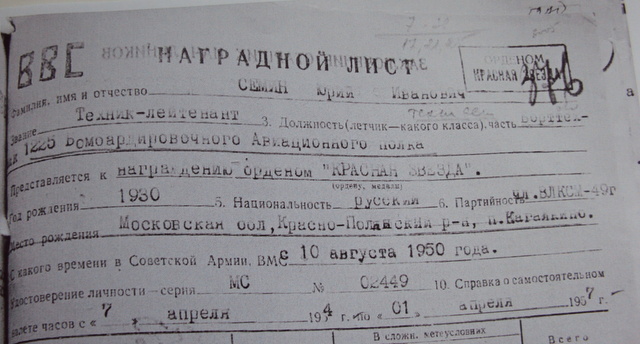 ВВС НАГРАДНОЙ ЛИСТ
КРАСНАЯ ЗВЕЗДА
Фамилия, имя и отчество СЕМИН Юрий Иванович
Звание Техник-лейтенант 3. Должность (летчик—какого класса), часть борттех-
ник 1225 Бомбардировочного Авиационного полка
Представляется к награждению орденом "КРАСНАЯ ЗВЕЗДА".
(ордену, медали)
Год рождения 1930 5. Национальность русский 6. Партийность чл.ВЛКСМ-49г
Место рождения Московская обл,Красно-Полянский р-н,
С какого времени в Советской Армии, ВМС с 10 августа 1950 года.
Удостоверение личности—серия МС № 02449 10. Справка о самостоятельном
налете часов с «7 апреля 1954 г. по «01 апреля 1957 г.
В сложн. метеоусловиях
Всего